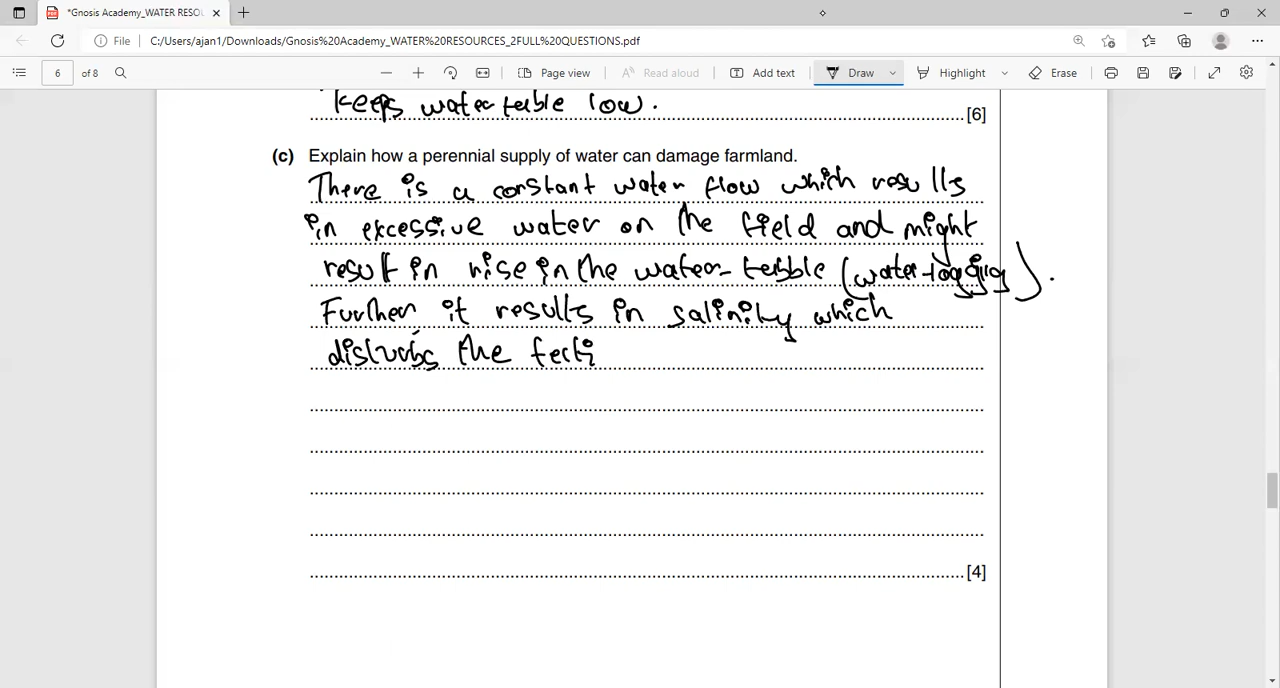 *Gnosis Academy_WATER RESOU
File C:/Users/ajan1/Downloads/Gnosis%20Academy_WATER%20RESOURCES_2FULL%20QUESTIONS.pdf
6 of 8 Page view Read aloud Add text Draw Highlight Erase
keeps water table low.
[6]
(c) Explain how a perennial supply of water can damage farmland.
There is a constant water flow which results
in excessive water on the field and might
result in rise in the water-table (water-logging).
Further it results in salinity which
disturbs the ferti
[4]